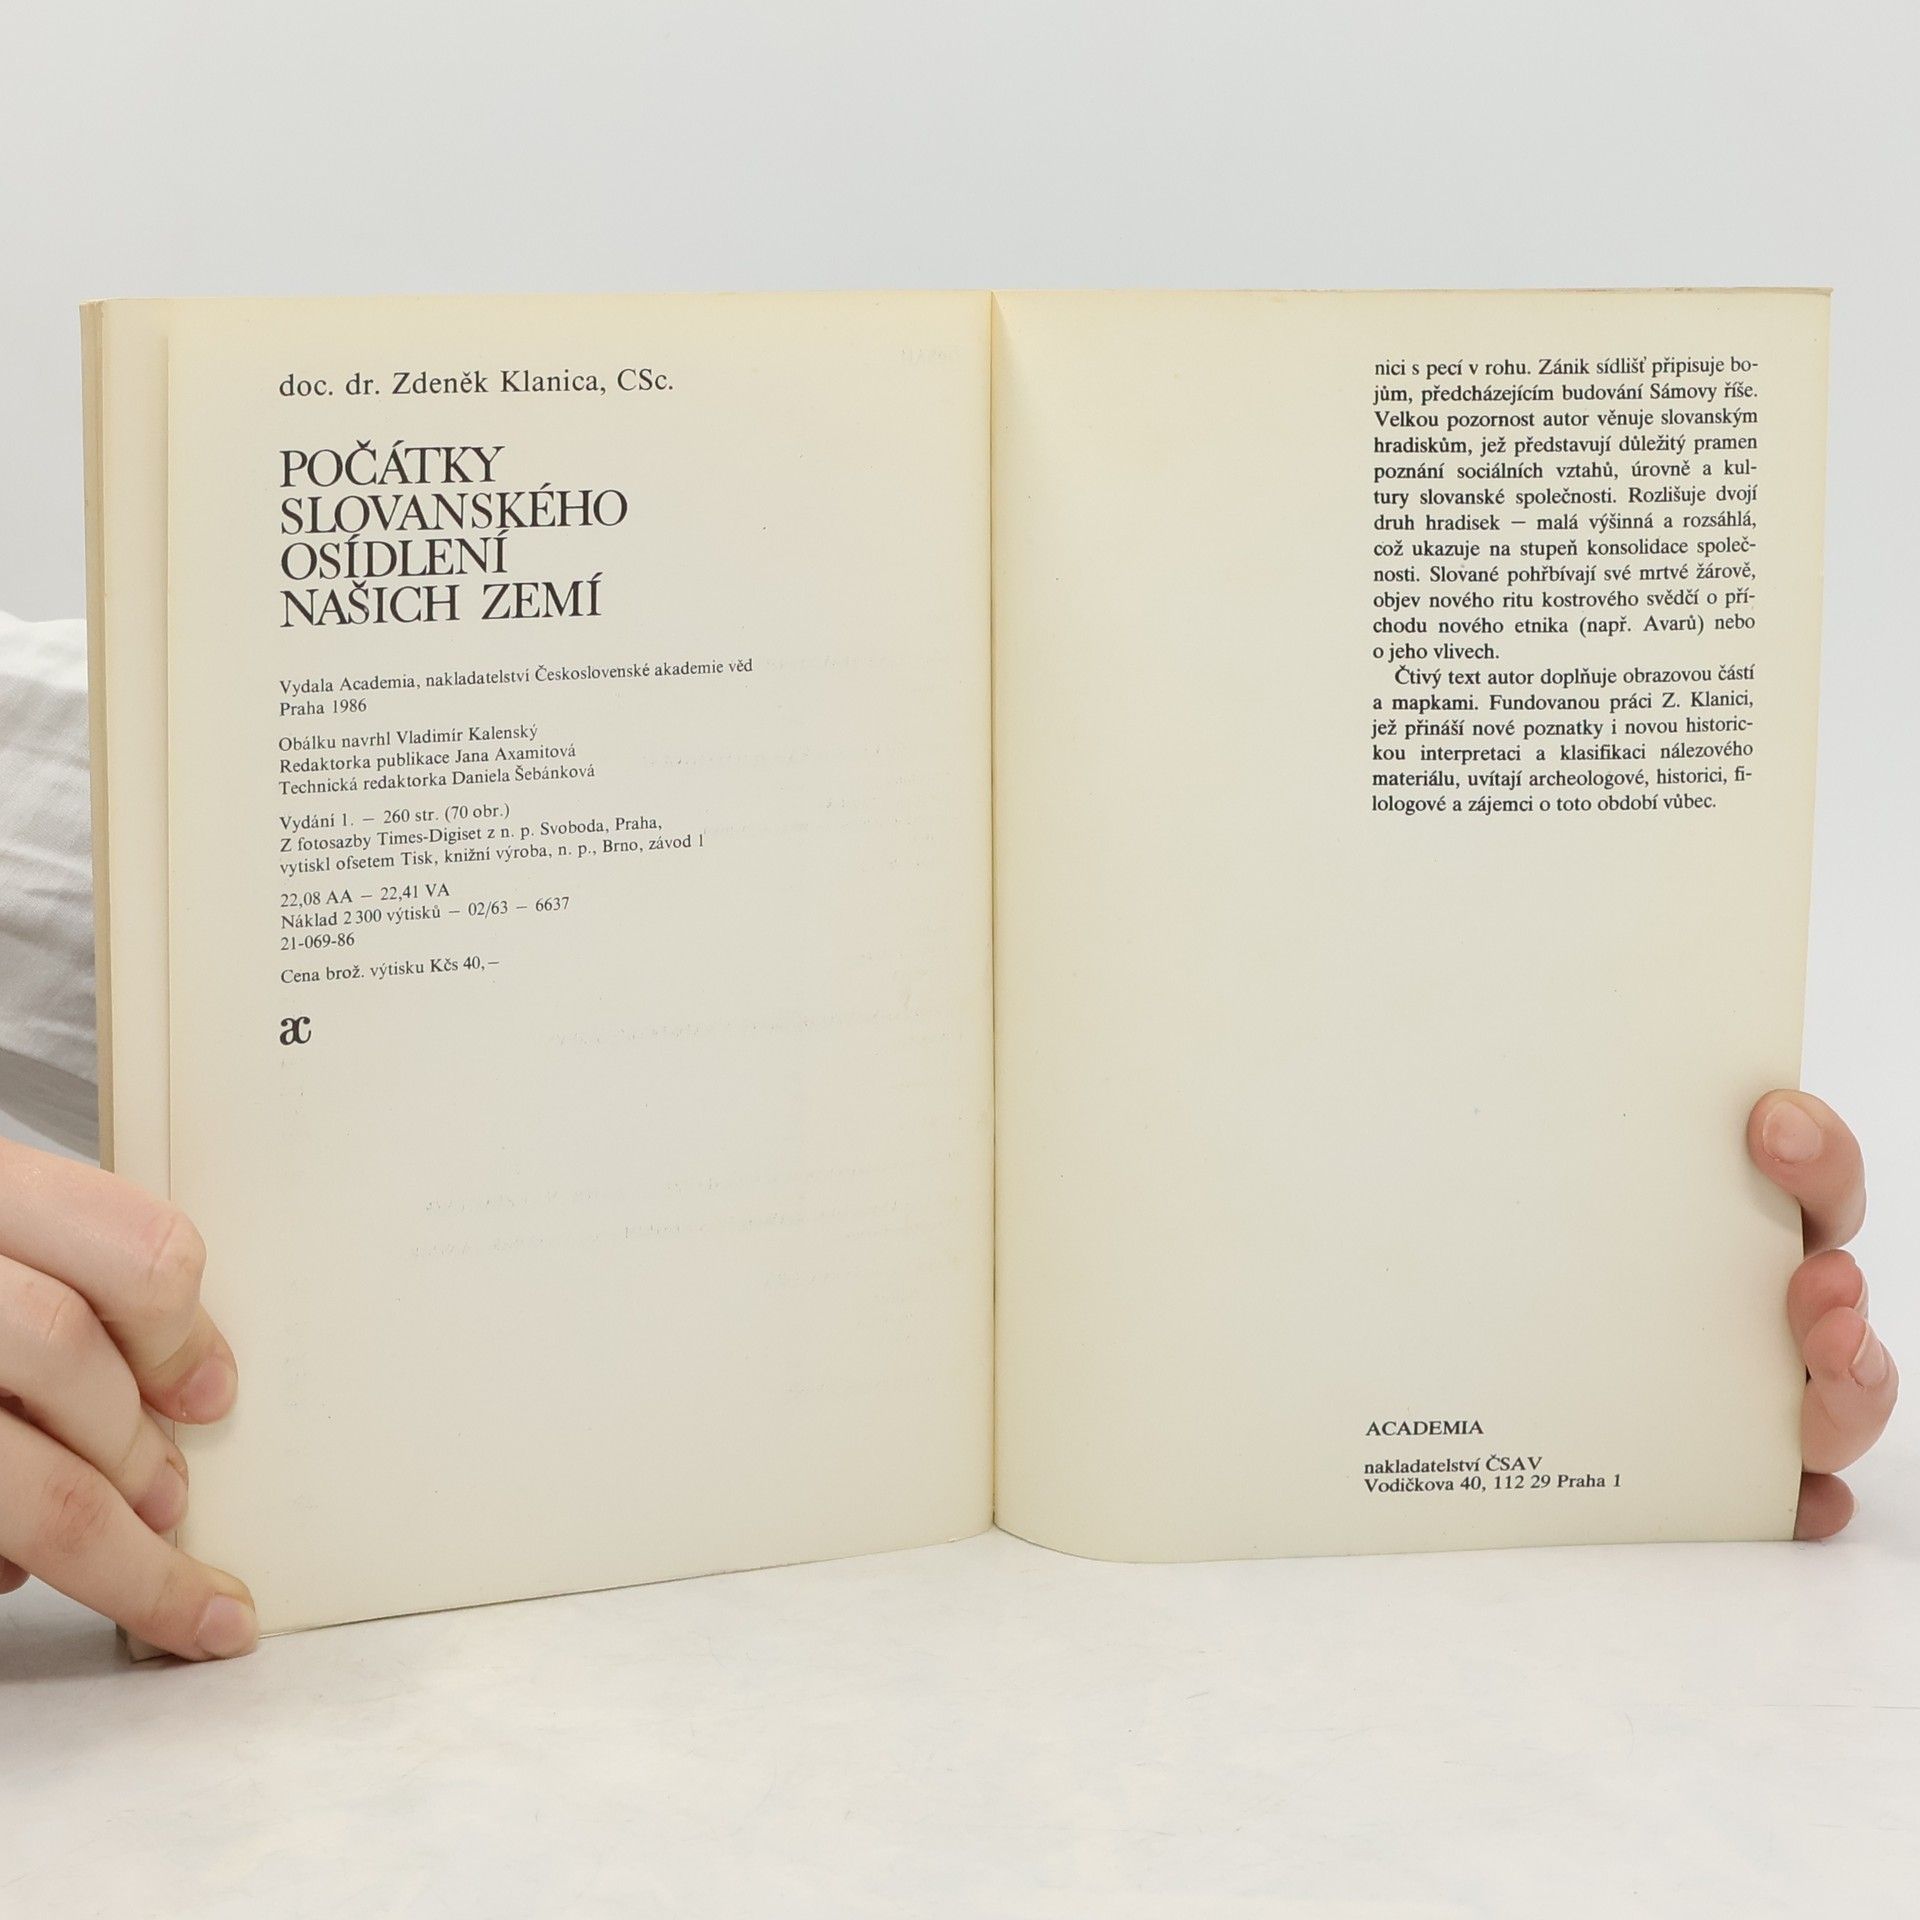 doc. dr. Zdeněk Klanica, CSc.
POČÁTKY
SLOVANSKÉHO
OSÍDLENÍ
NAŠICH ZEMÍ
Vydala Academia, nakladatelství Československé akademie věd
Praha 1986
Obálku navrhl Vladimír Kalenský
Redaktorka publikace Jana Axamitová
Technická redaktorka Daniela Šebánková
Vydání 1. — 260 str. (70 obr.)
Z fotosazby Times-Digiset z n. p. Svoboda, Praha,
vytiskl ofsetem Tisk, knižní výroba, n. p., Brno, závod 1
22,08 AA — 22,41 VA
Náklad 2 300 výtisků — 02/63 — 6637
21-069-86
Cena brož. výtisku Kčs 40,—
ac
nici s pecí v rohu. Zánik sídlišť připisuje bo-
jům, předcházejícím budování Sámovy říše.
Velkou pozornost autor věnuje slovanským
hradiskům, jež představují důležitý pramen
poznání sociálních vztahů, úrovně a kul-
tury slovanské společnosti. Rozlišuje dvojí
druh hradisek — malá výšinná a rozsáhlá,
což ukazuje na stupeň konsolidace společ-
nosti. Slované pohřbívají své mrtvé žárově,
objev nového ritu kostrového svědčí o pří-
chodu nového etnika (např. Avarů) nebo
o jeho vlivech.
Čtivý text autor doplňuje obrazovou částí
a mapkami. Fundovanou práci Z. Klanici,
jež přináší nové poznatky i novou historic-
kou interpretaci a klasifikaci nálezového
materiálu, uvítají archeologové, historici, fi-
lologové a zájemci o toto období vůbec.
ACADEMIA
nakladatelství ČSAV
Vodičkova 40, 112 29 Praha 1